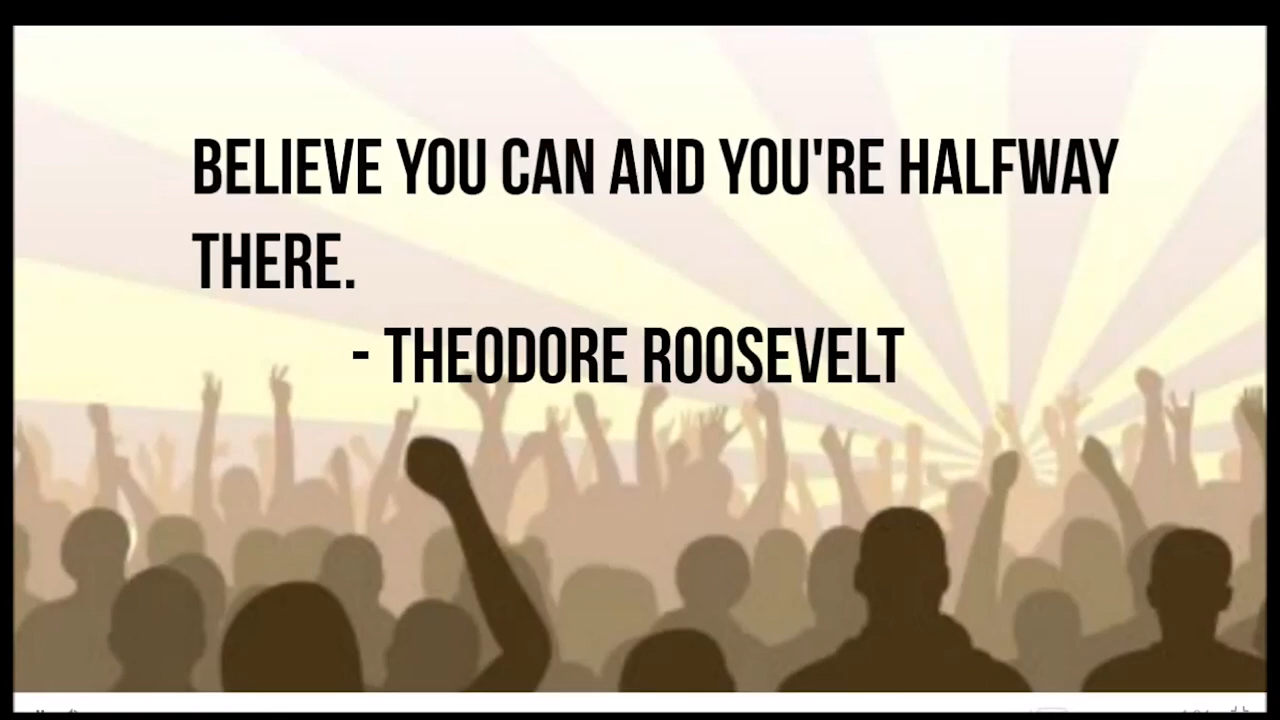 BELIEVE YOU CAN AND YOU'RE HALFWAY
THERE.
- THEODORE ROOSEVELT